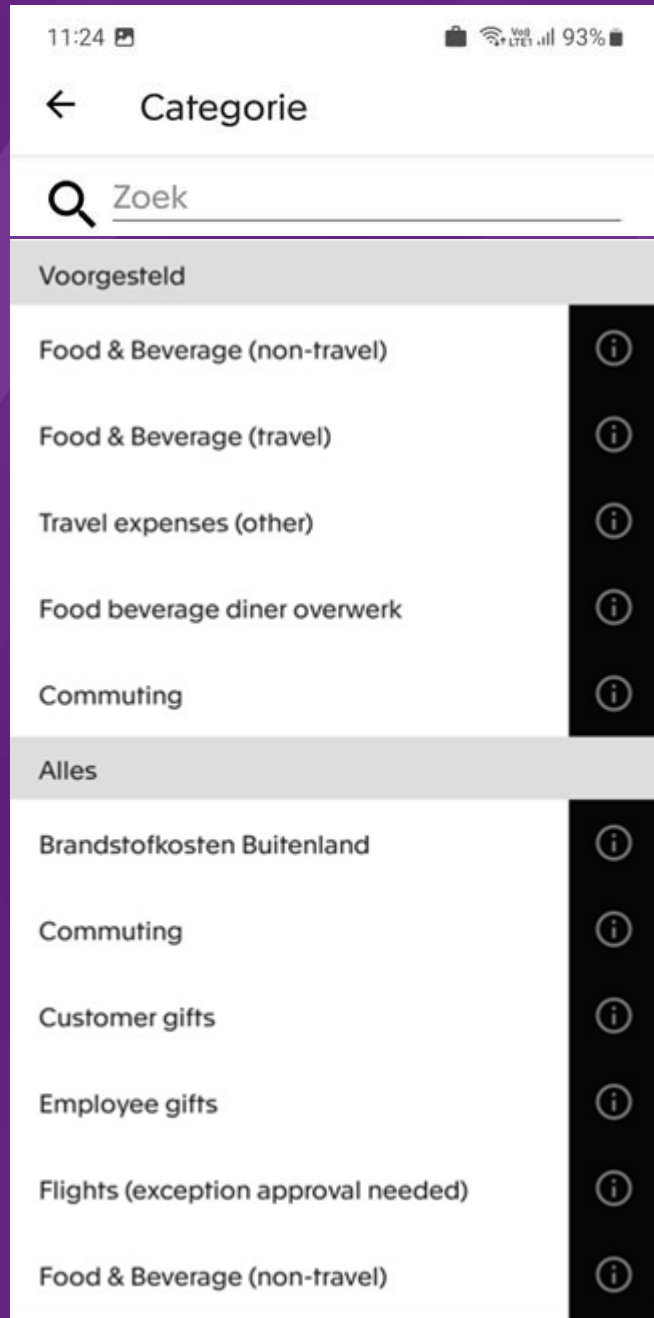 11:24 93%
Categorie
Zoek
Voorgesteld
Food & Beverage (non-travel)
Food & Beverage (travel)
Travel expenses (other)
Food beverage diner overwerk
Commuting
Alles
Brandstofkosten Buitenland
Commuting
Customer gifts
Employee gifts
Flights (exception approval needed)
Food & Beverage (non-travel)